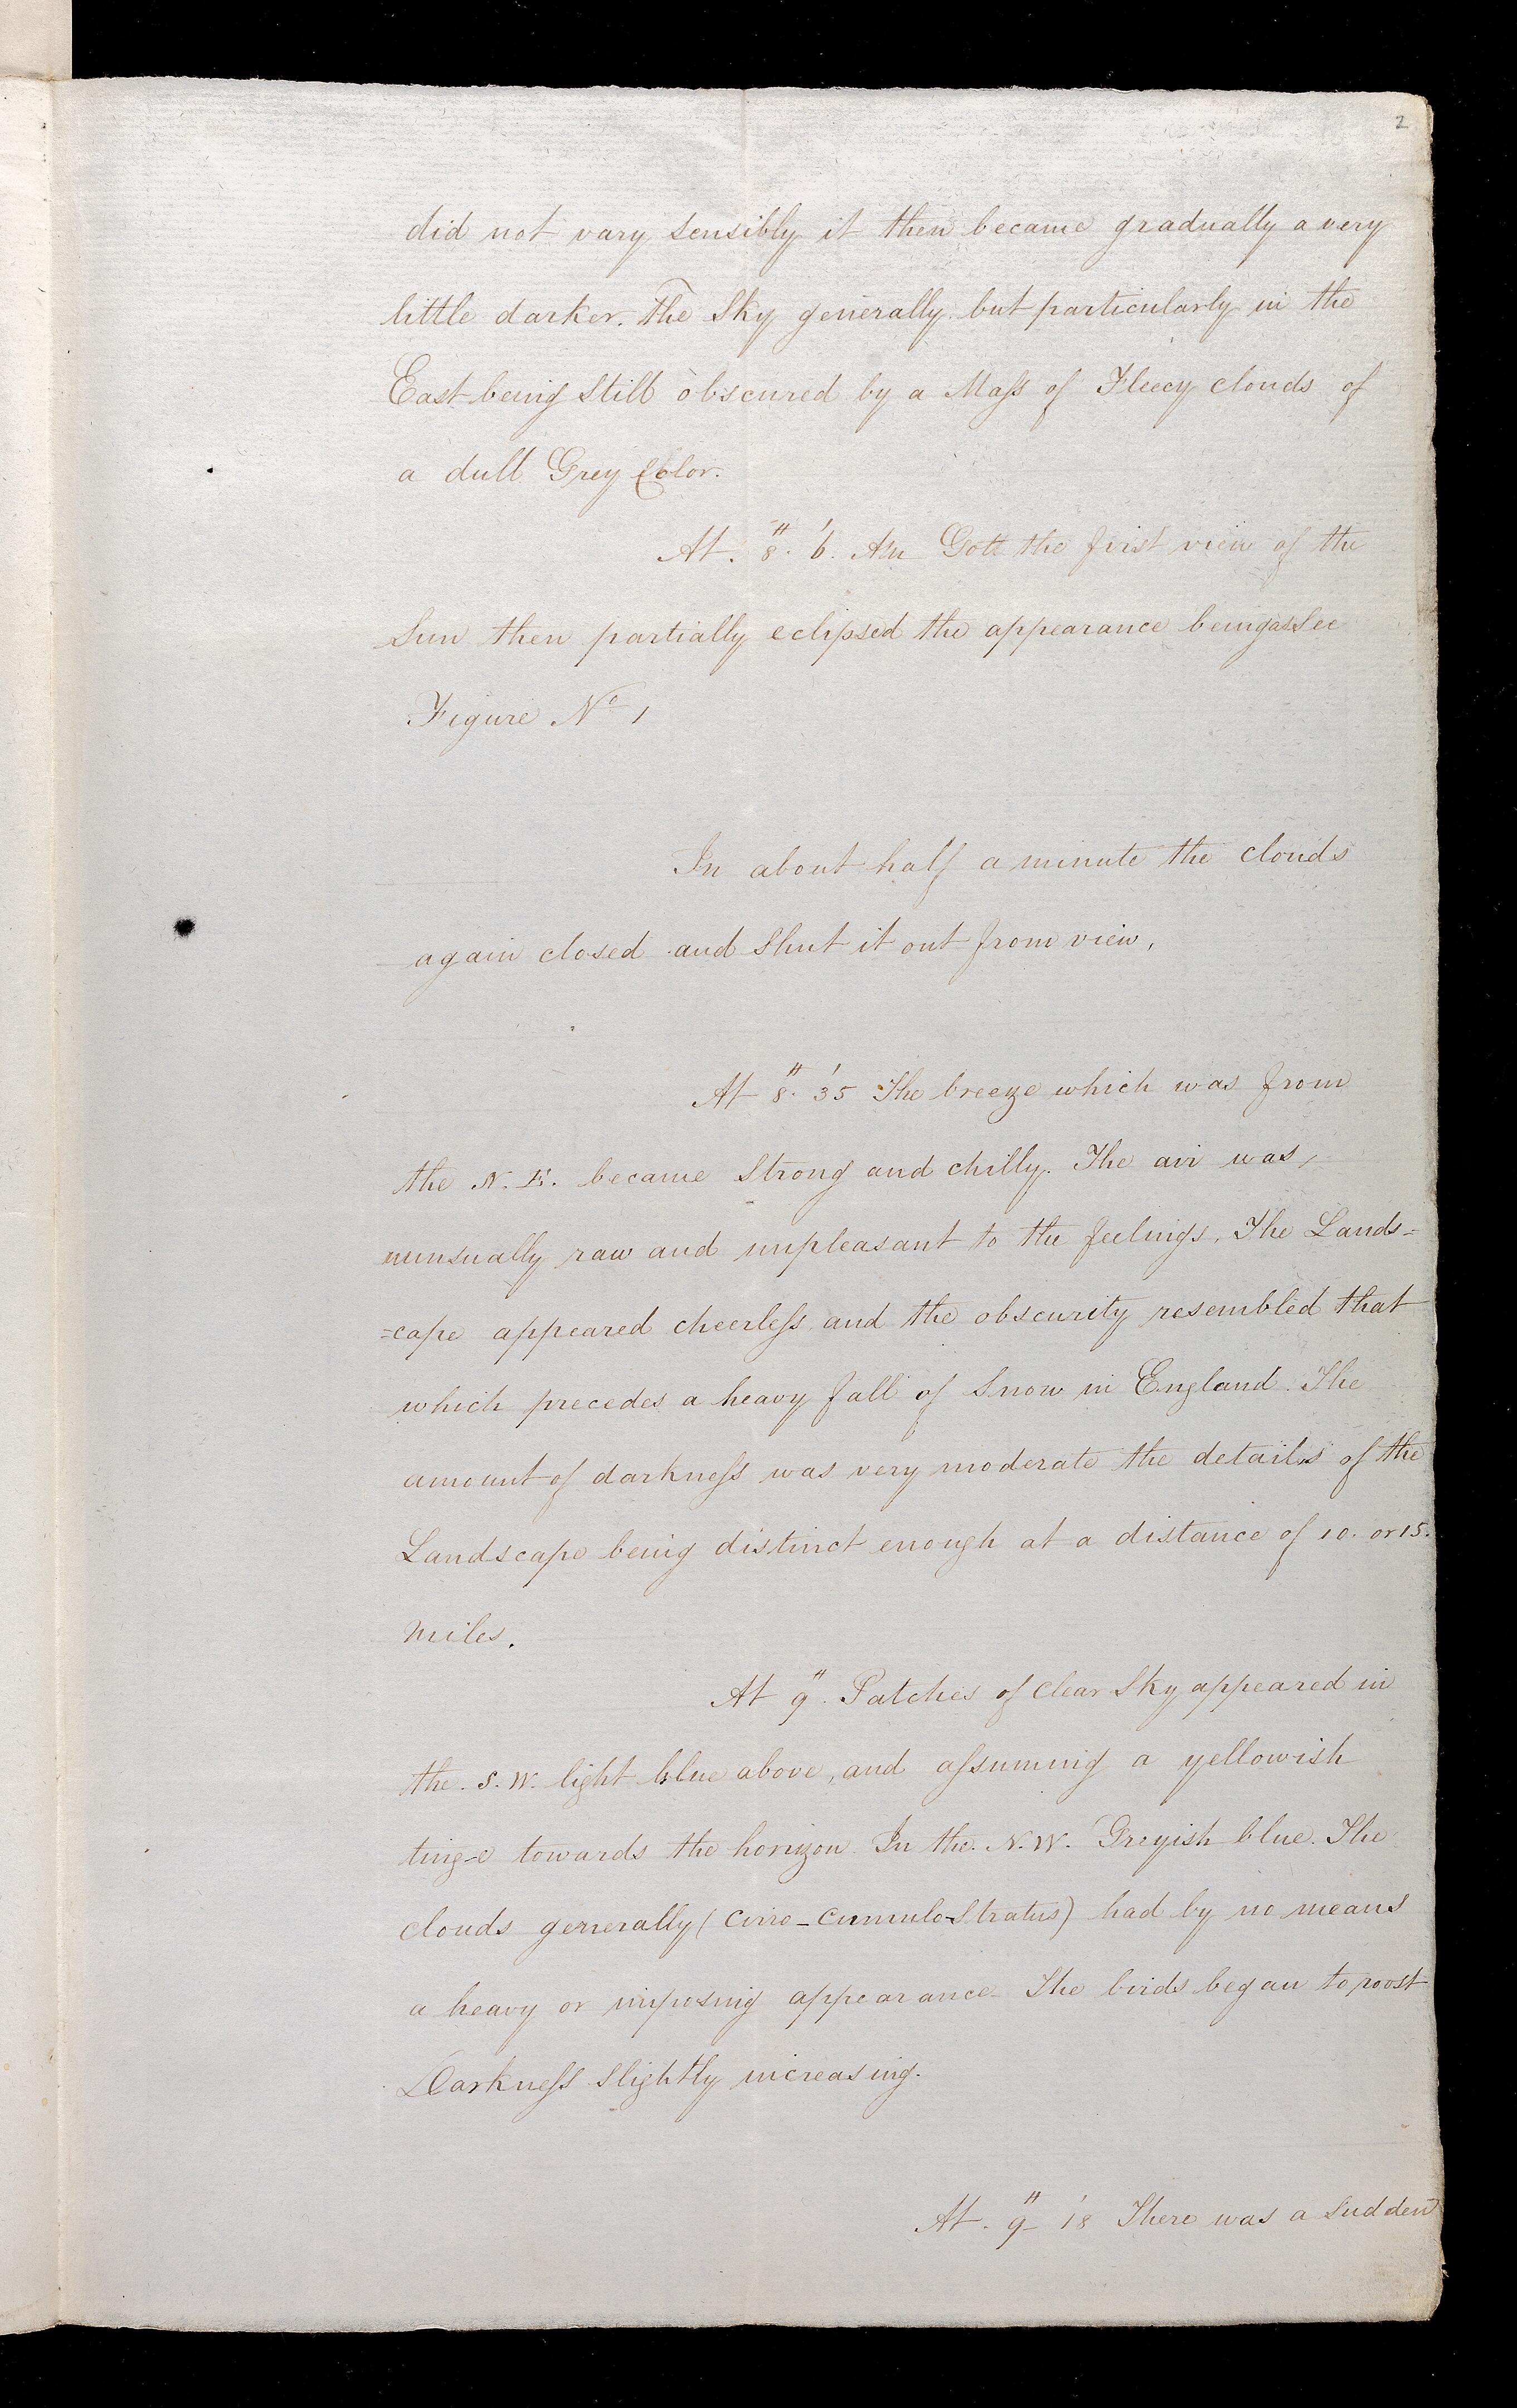 2
did not vary sensibly it then became gradually a very
little darker. The Sky generally but particularly in the
East being Still obscured by a Mass of Fleecy clouds of
a dull Grey Color.
At. 8.ᴴ 6.' Am Gott the first view of the
Sun then partially eclipsed the appearance being as See
Figure Nº 1
In about half a minute the clouds
again closed and Shut it out from view,
At 8.ᴴ 35' The breeze which was from
the N. E. became Strong and chilly. The air was,
unusually raw and unpleasant to the feelings. The Lands=
=cape appeared cheerless and the obscurity resembled that
which precedes a heavy fall of Snow in England. The
amount of darkness was very moderate the details of the
Landscape being distinct enough at a distance of 10. or 15.
Miles.
At 9ᴴ. Patches of Clear Sky appeared in
the. S. W. light blue above, and assuming a yellowish
ting-e towards the horizon. In the. N. W. Greyish blue. The
clouds generally (Cirro-Cumulo-Stratus) had by no means
a heavy or imposing appearance. The birds began to roost
Darkness Slightly increasing.
At. 9ᴴ 18' There was a Sudden